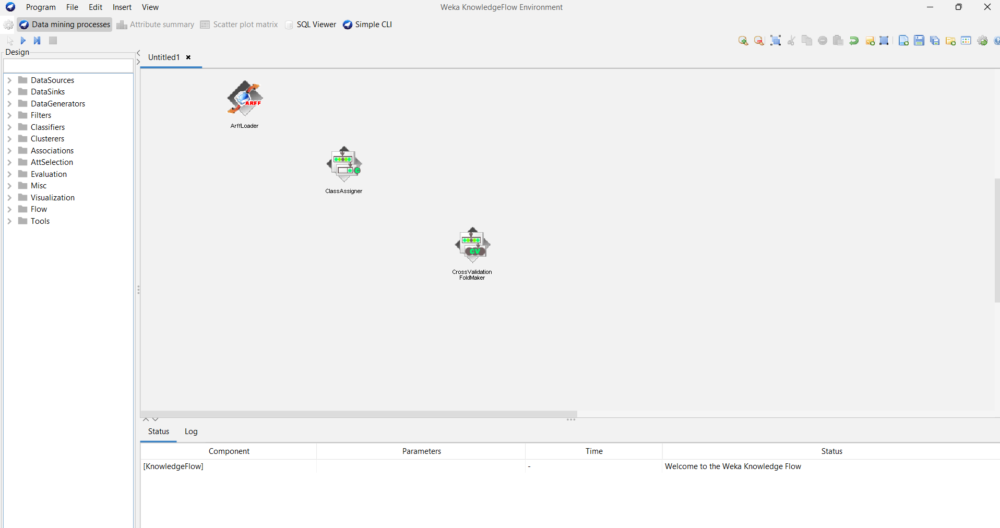 Program File Edit Insert View Weka KnowledgeFlow Environment
Data mining processes Attribute summary Scatter plot matrix SQL Viewer Simple CLI
Design
Untitled1
DataSources
DataSinks
DataGenerators
Filters
Classifiers
Clusterers
Associations
AttSelection
Evaluation
Misc
Visualization
Flow
Tools
ARFF
ArffLoader
C
ClassAssigner
CV
CrossValidation
FoldMaker
Status Log
Component Parameters Time Status
[KnowledgeFlow] - Welcome to the Weka Knowledge Flow